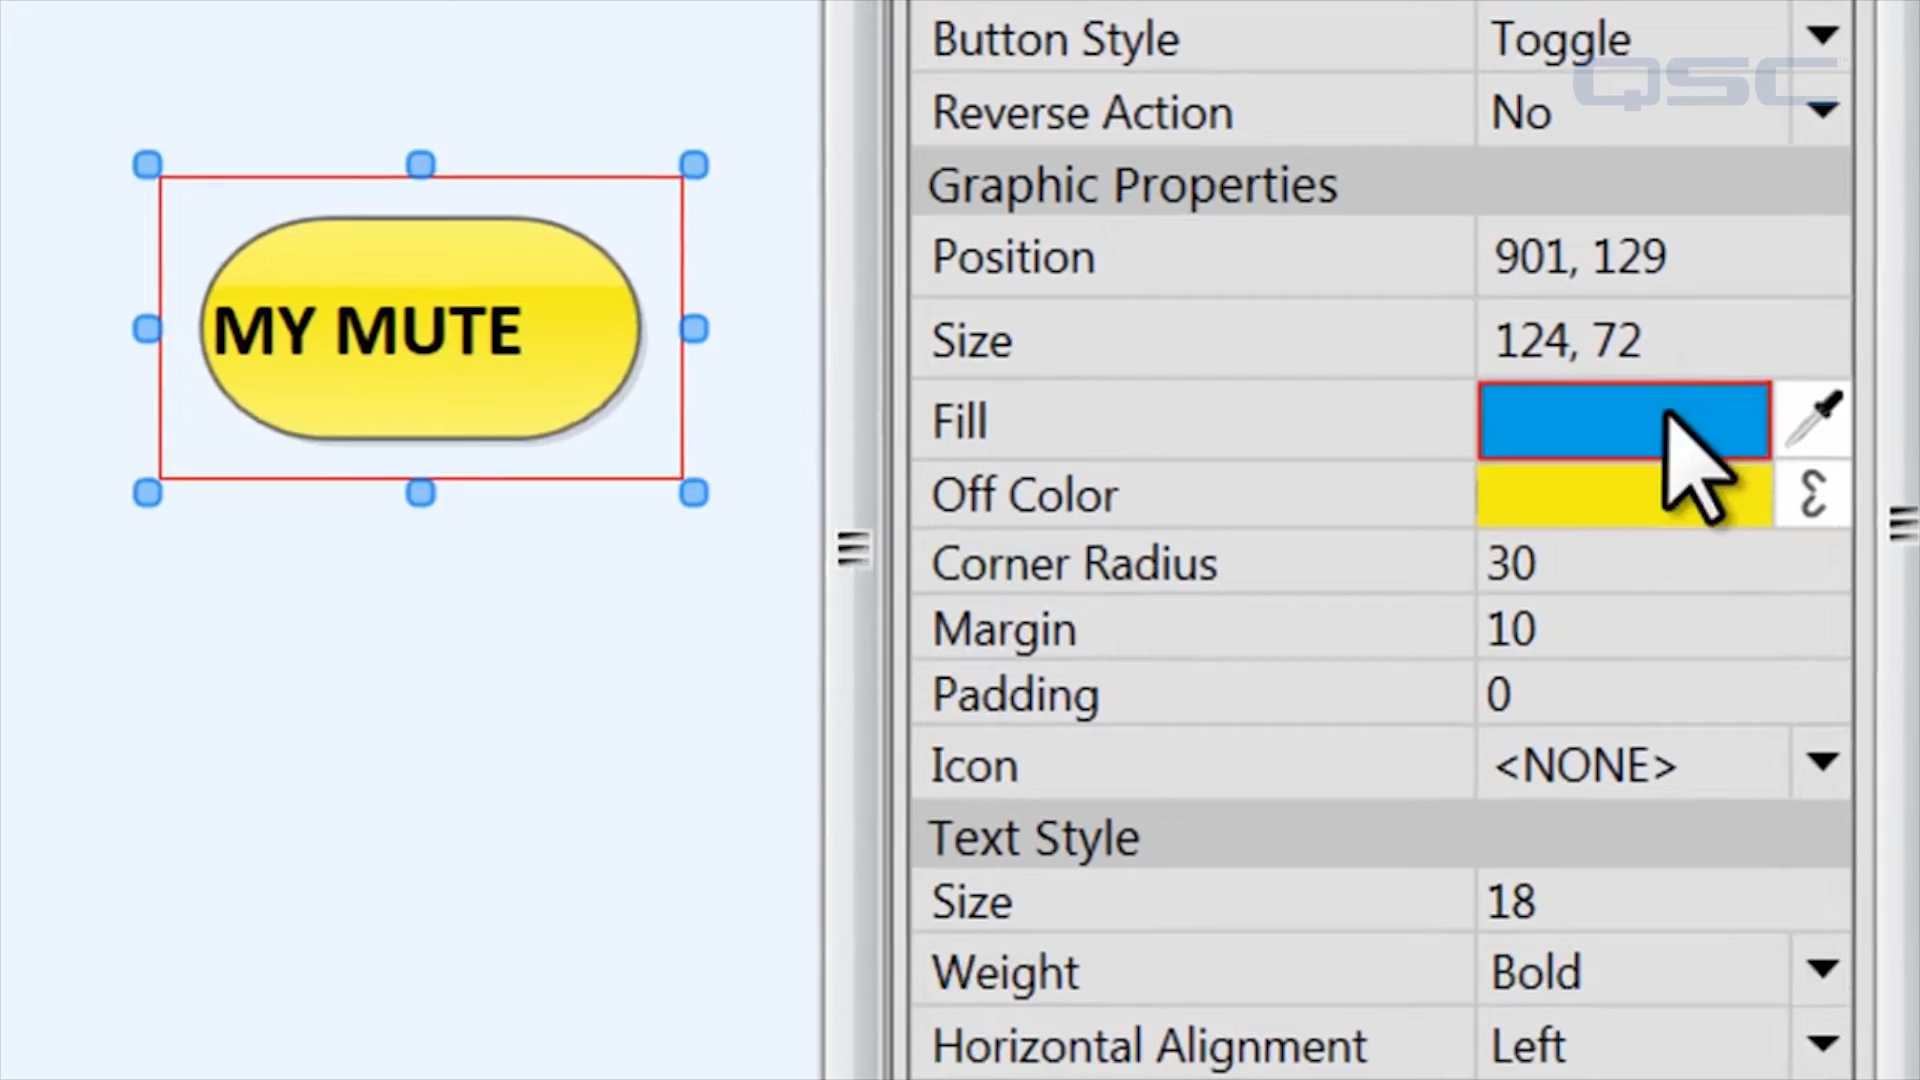 MY MUTE
Button Style Toggle
QSC
Reverse Action No
Graphic Properties
Position 901, 129
Size 124, 72
Fill
Off Color
Corner Radius 30
Margin 10
Padding 0
Icon <NONE>
Text Style
Size 18
Weight Bold
Horizontal Alignment Left